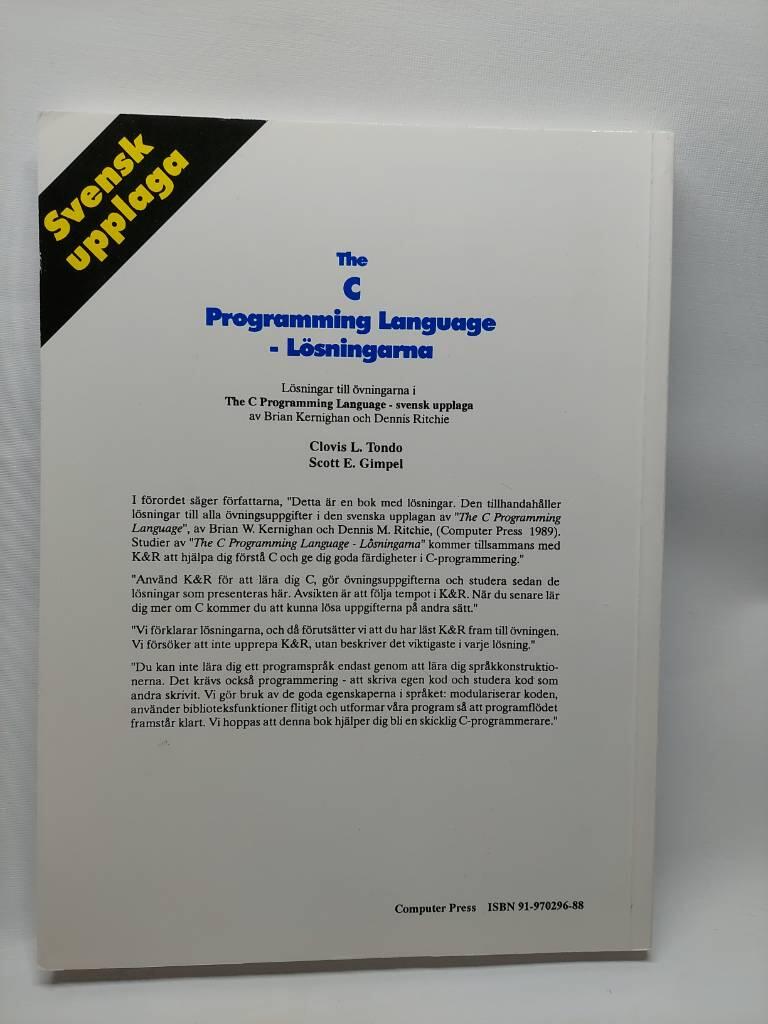 Svensk
upplaga
The
C
Programming Language
- Lösningarna
Lösningar till övningarna i
The C Programming Language - svensk upplaga
av Brian Kernighan och Dennis Ritchie
Clovis L. Tondo
Scott E. Gimpel
I förordet säger författarna, "Detta är en bok med lösningar. Den tillhandahåller
lösningar till alla övningsuppgifter i den svenska upplagan av "The C Programming
Language", av Brian W. Kernighan och Dennis M. Ritchie, (Computer Press 1989).
Studier av "The C Programming Language - Lösningarna" kommer tillsammans med
K&R att hjälpa dig förstå C och ge dig goda färdigheter i C-programmering."
"Använd K&R för att lära dig C, gör övningsuppgifterna och studera sedan de
lösningar som presenteras här. Avsikten är att följa tempot i K&R. När du senare lär
dig mer om C kommer du att kunna lösa uppgifterna på andra sätt."
"Vi förklarar lösningarna, och då förutsätter vi att du har läst K&R fram till övningen.
Vi försöker att inte upprepa K&R, utan beskriver det viktigaste i varje lösning."
"Du kan inte lära dig ett programspråk endast genom att lära dig språkkonstruktio-
nerna. Det krävs också programmering - att skriva egen kod och studera kod som
andra skrivit. Vi gör bruk av de goda egenskaperna i språket: modulariserar koden,
använder biblioteksfunktioner flitigt och utformar våra program så att programflödet
framstår klart. Vi hoppas att denna bok hjälper dig bli en skicklig C-programmerare."
Computer Press ISBN 91-970296-88